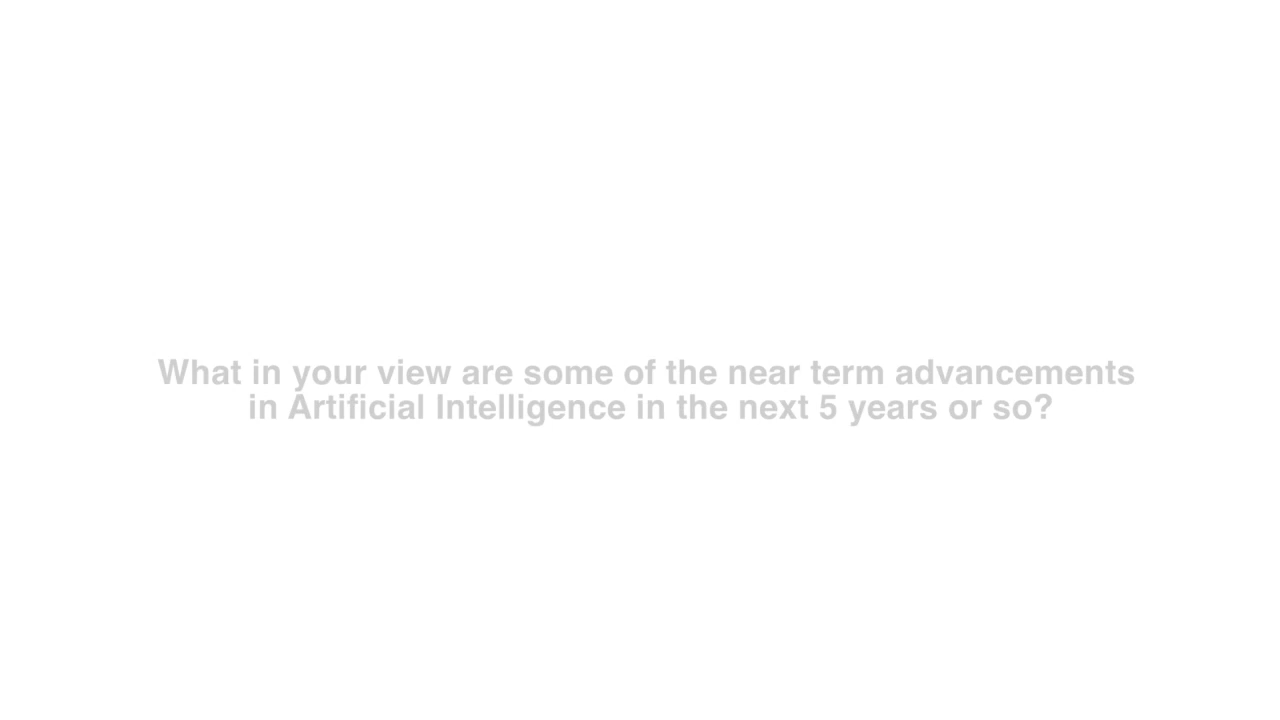 What in your view are some of the near term advancements
in Artificial Intelligence in the next 5 years or so?